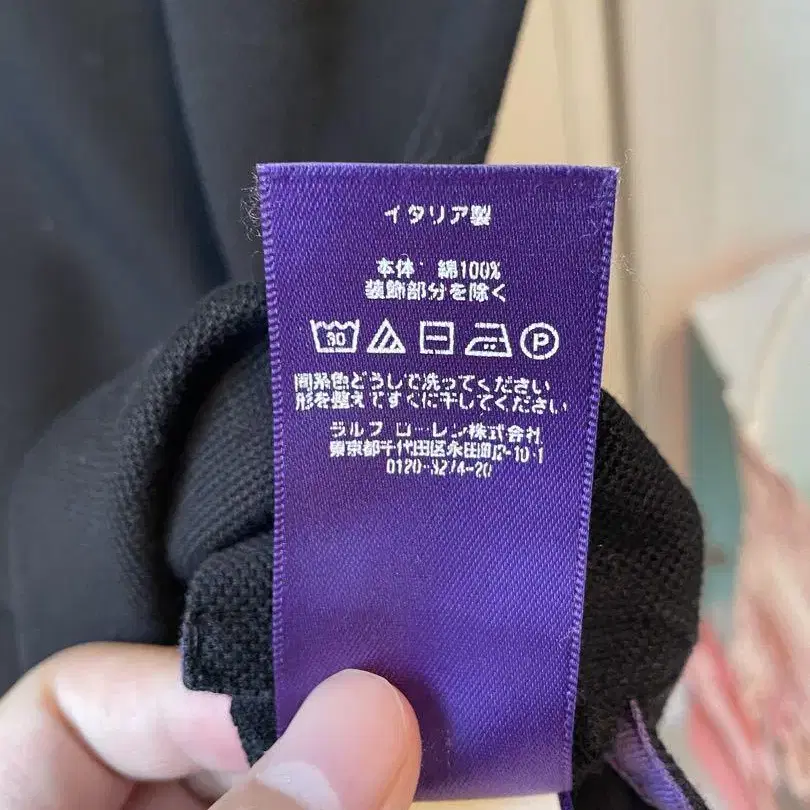 イタリア製
本体 綿100%
装飾部分を除く
30
P
同系色どうしで洗ってください
形を整えてすぐに干してください
ラルフ ローレン株式会社
東京都千代田区永田町2-10-1
0120-3274-20